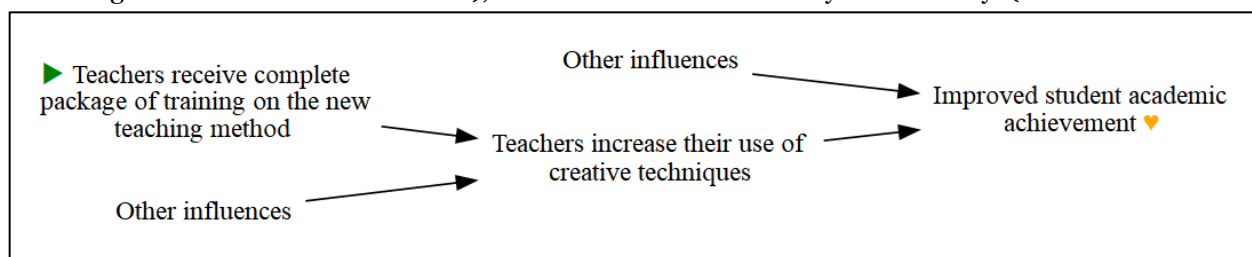 ▶ Teachers receive complete
package of training on the new
teaching method
Other influences
Other influences
Teachers increase their use of
creative techniques
Improved student academic
achievement ♥